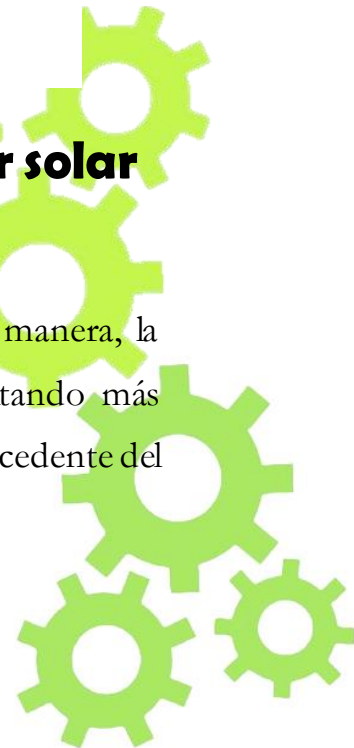 r solar
manera, la
tando más
cedente del